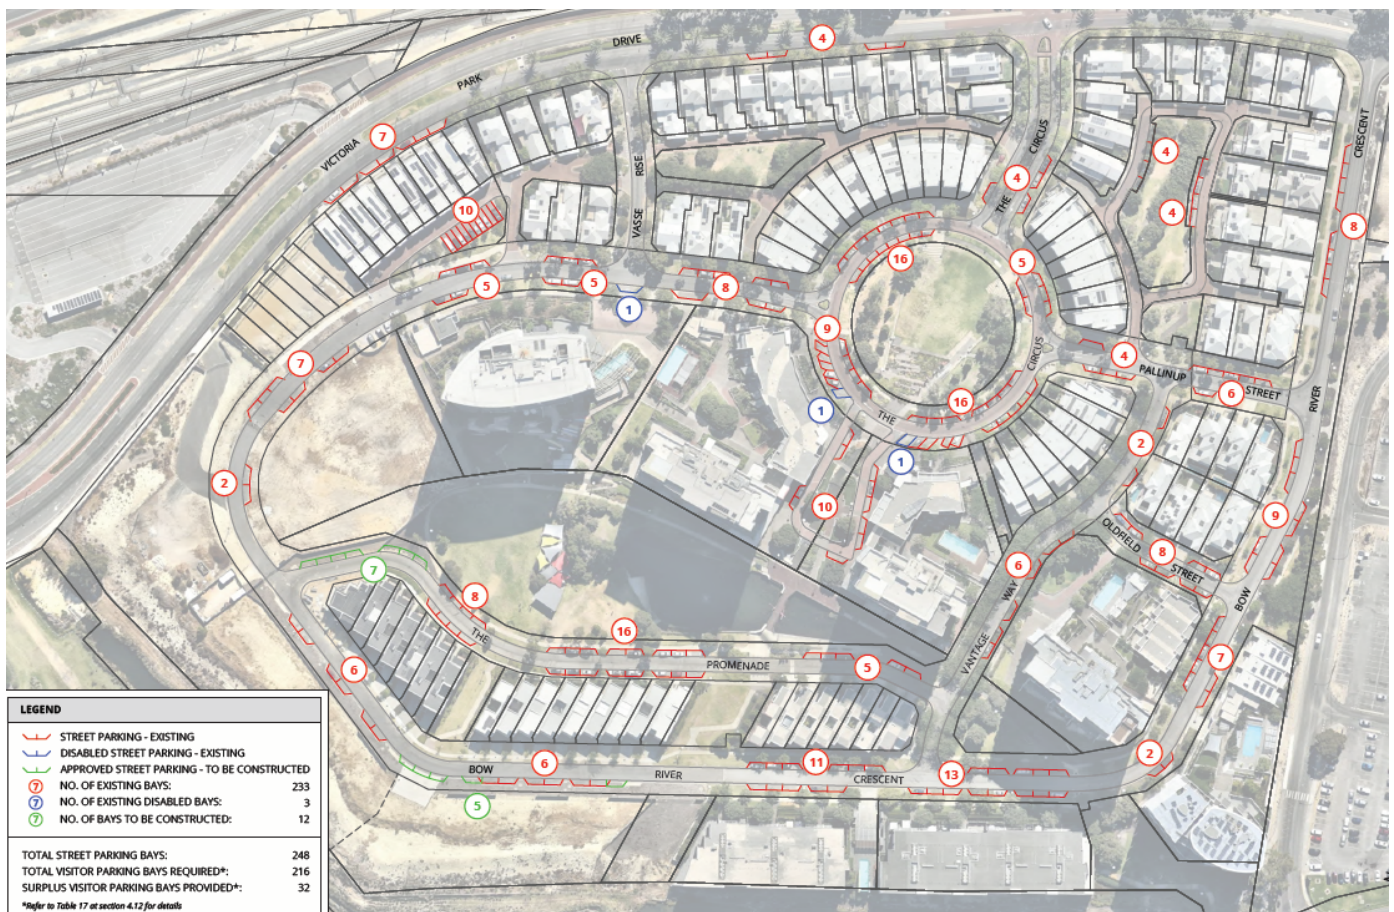 4
DRIVE
PARK
VICTORIA
7
CIRCUS
THE
4
4
4
CRESCENT
8
10
VASSE RISE
16
5
5
5
8
1
9
CIRCUS
4
PALLINUP
STREET
6
RIVER
7
1
THE
16
1
2
2
10
9
OLDFIELD
STREET
8
6
BOW
7
8
THE
16
PROMENADE
5
VANTAGE WAY
7
6
2
BOW
6
RIVER
11
CRESCENT
13
5
LEGEND
STREET PARKING - EXISTING
DISABLED STREET PARKING - EXISTING
APPROVED STREET PARKING - TO BE CONSTRUCTED
7 NO. OF EXISTING BAYS: 233
7 NO. OF EXISTING DISABLED BAYS: 3
7 NO. OF BAYS TO BE CONSTRUCTED: 12
TOTAL STREET PARKING BAYS: 248
TOTAL VISITOR PARKING BAYS REQUIRED*: 216
SURPLUS VISITOR PARKING BAYS PROVIDED*: 32
*Refer to Table 17 at section 4.12 for details